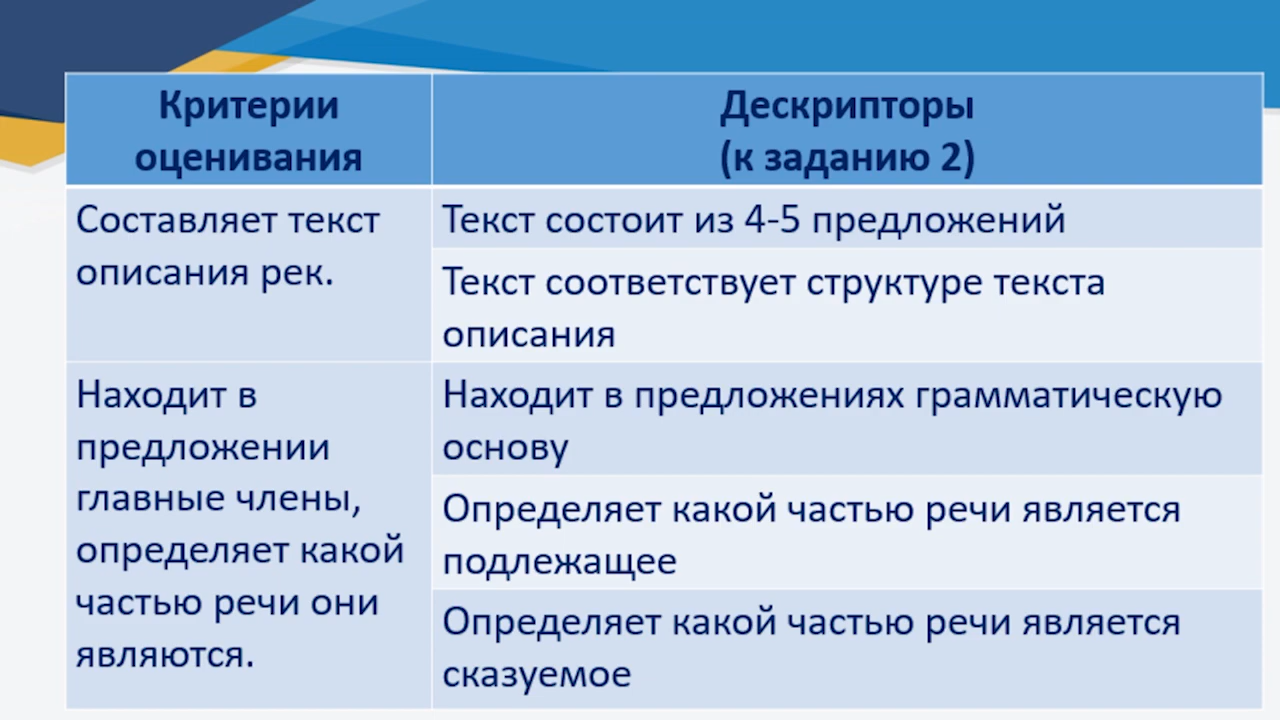 Критерии
оценивания
Дескрипторы
(к заданию 2)
Составляет текст
описания рек.
Текст состоит из 4-5 предложений
Текст соответствует структуре текста
описания
Находит в
предложении
главные члены,
определяет какой
частью речи они
являются.
Находит в предложениях грамматическую
основу
Определяет какой частью речи является
подлежащее
Определяет какой частью речи является
сказуемое